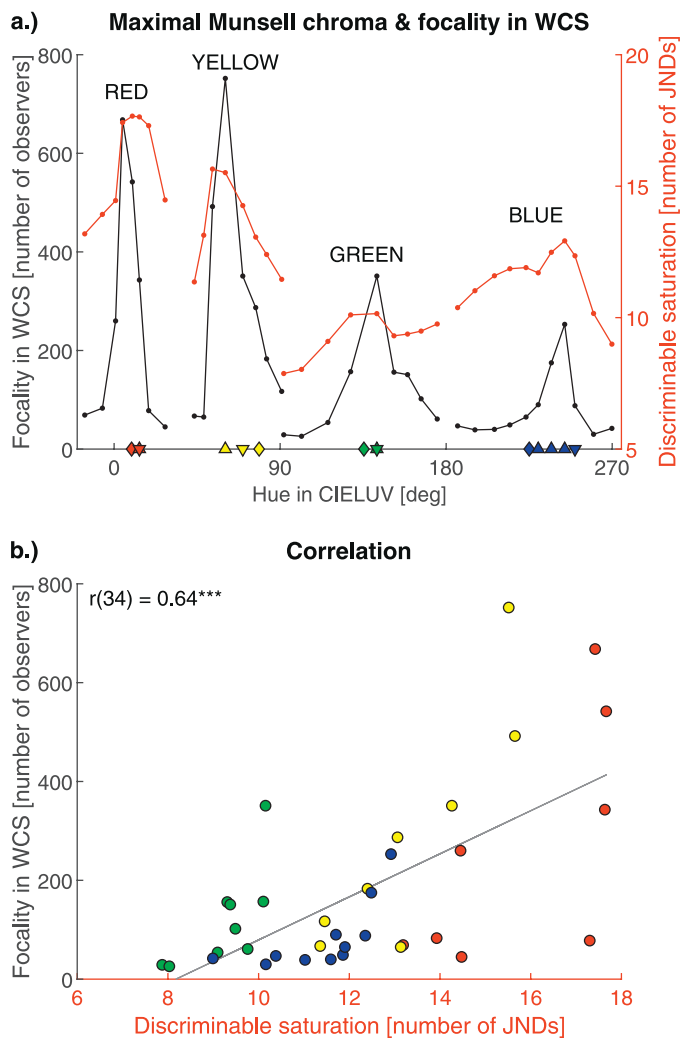 a.) Maximal Munsell chroma & focality in WCS
Focality in WCS [number of observers]
800
600
400
200
0
RED
YELLOW
GREEN
BLUE
20
15
10
5
Discriminable saturation [number of JNDs]
0 90 180 270
Hue in CIELUV [deg]
b.) Correlation
Focality in WCS [number of observers]
800
600
400
200
0
r(34) = 0.64***
6 8 10 12 14 16 18
Discriminable saturation [number of JNDs]